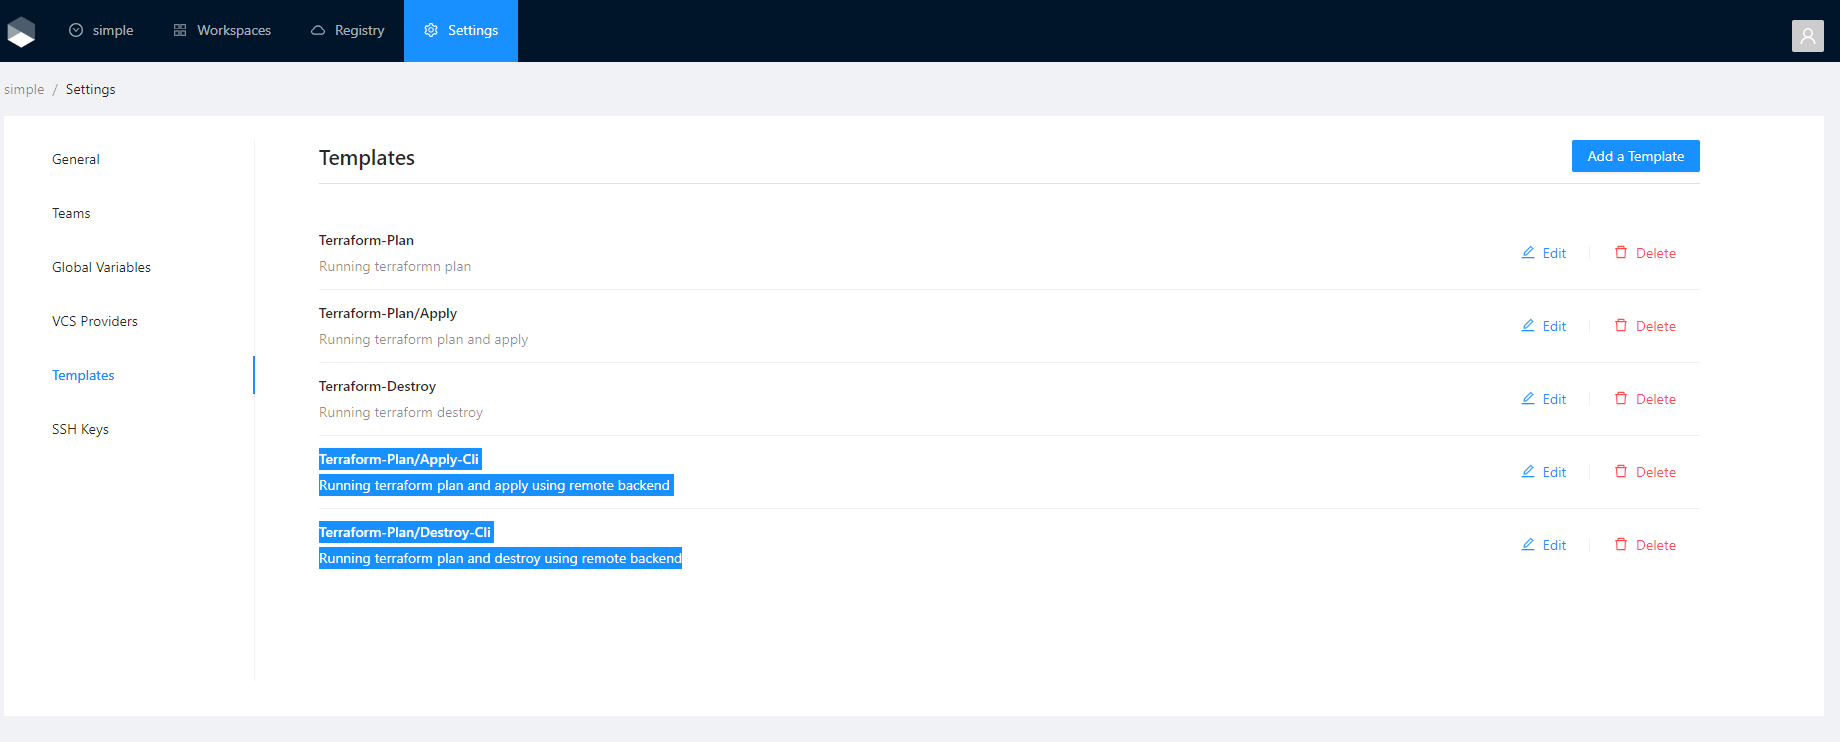 simple Workspaces Registry Settings
simple / Settings
General
Teams
Global Variables
VCS Providers
Templates
SSH Keys
Templates
Add a Template
Terraform-Plan
Running terraformn plan
Edit Delete
Terraform-Plan/Apply
Running terraform plan and apply
Edit Delete
Terraform-Destroy
Running terraform destroy
Edit Delete
Terraform-Plan/Apply-Cli
Running terraform plan and apply using remote backend
Edit Delete
Terraform-Plan/Destroy-Cli
Running terraform plan and destroy using remote backend
Edit Delete